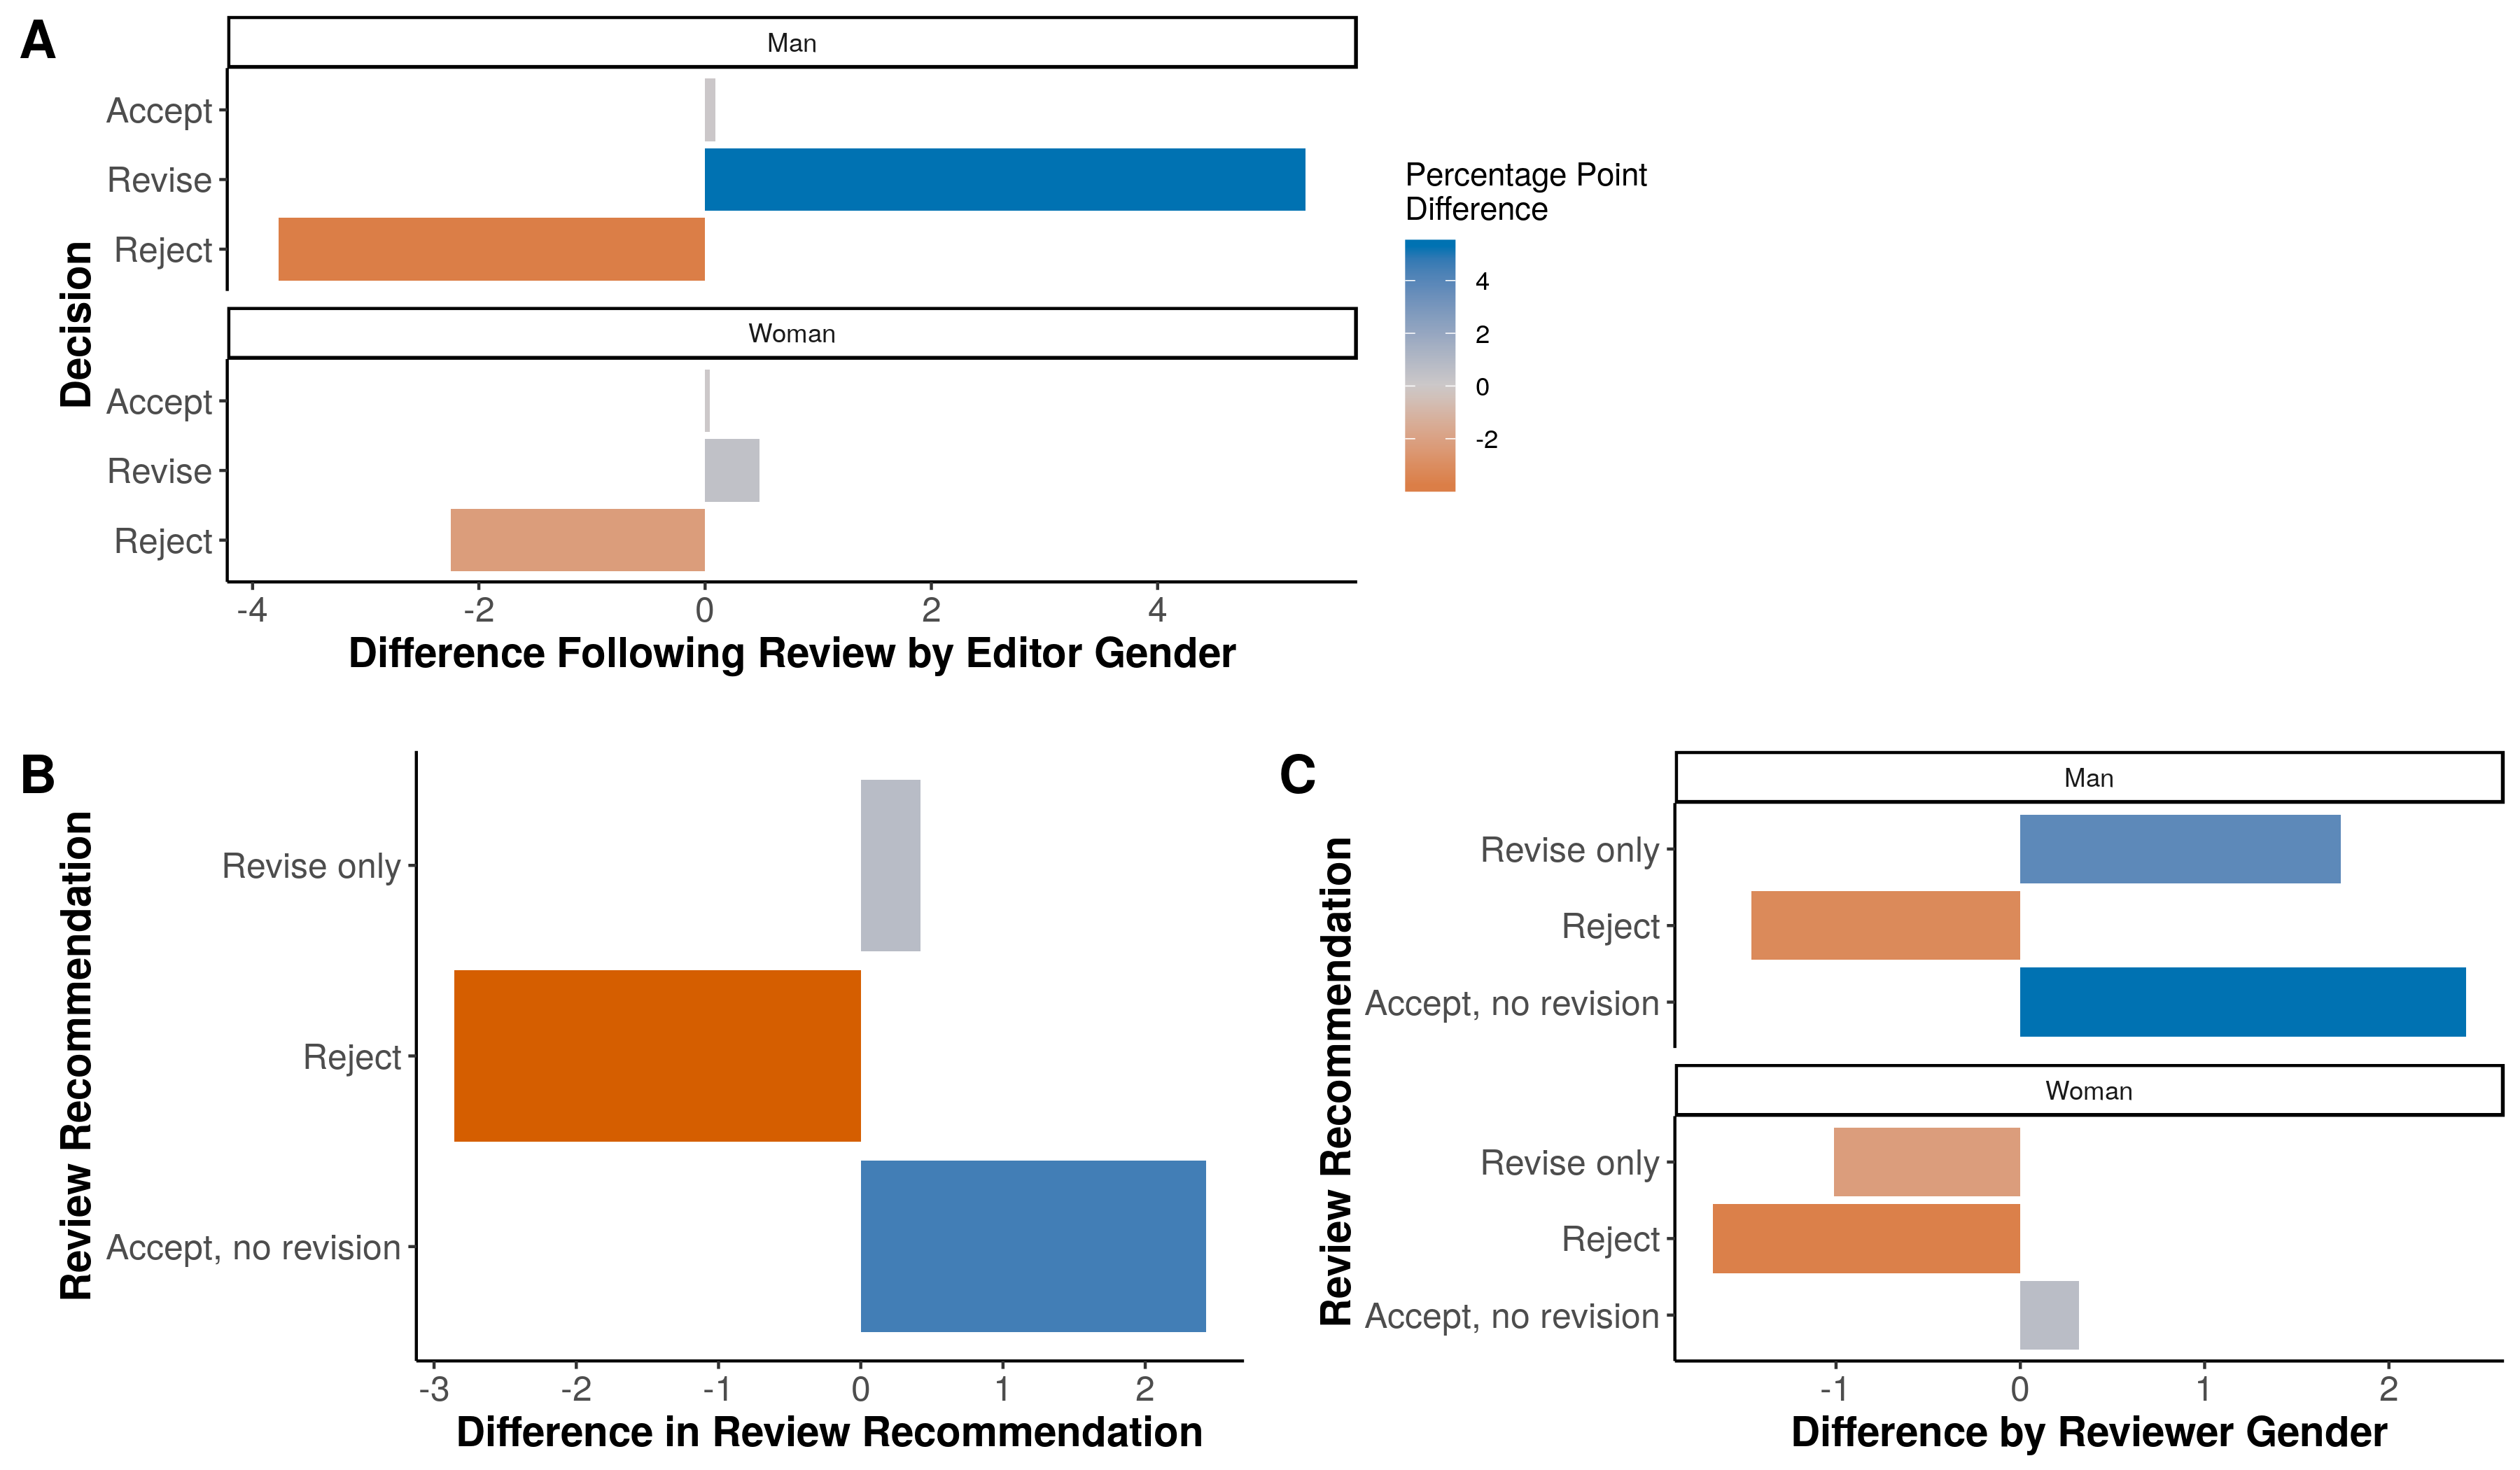 A
Man
Accept
Revise
Reject
Decision
Woman
Accept
Revise
Reject
-4
-2
0
2
4
Difference Following Review by Editor Gender
Percentage Point
Difference
4
2
0
-2
B
Review Recommendation
Revise only
Reject
Accept, no revision
-3
-2
-1
0
1
2
Difference in Review Recommendation
C
Review Recommendation
Man
Revise only
Reject
Accept, no revision
Woman
Revise only
Reject
Accept, no revision
-1
0
1
2
Difference by Reviewer Gender